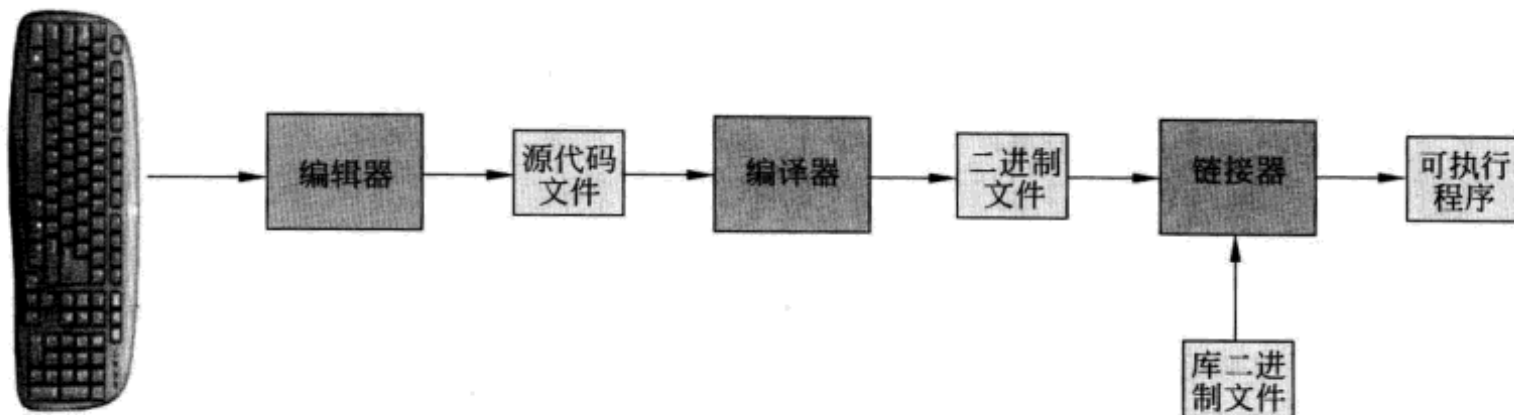 编辑器
源代码
文件
编译器
二进制
文件
链接器
可执行
程序
库二进
制文件